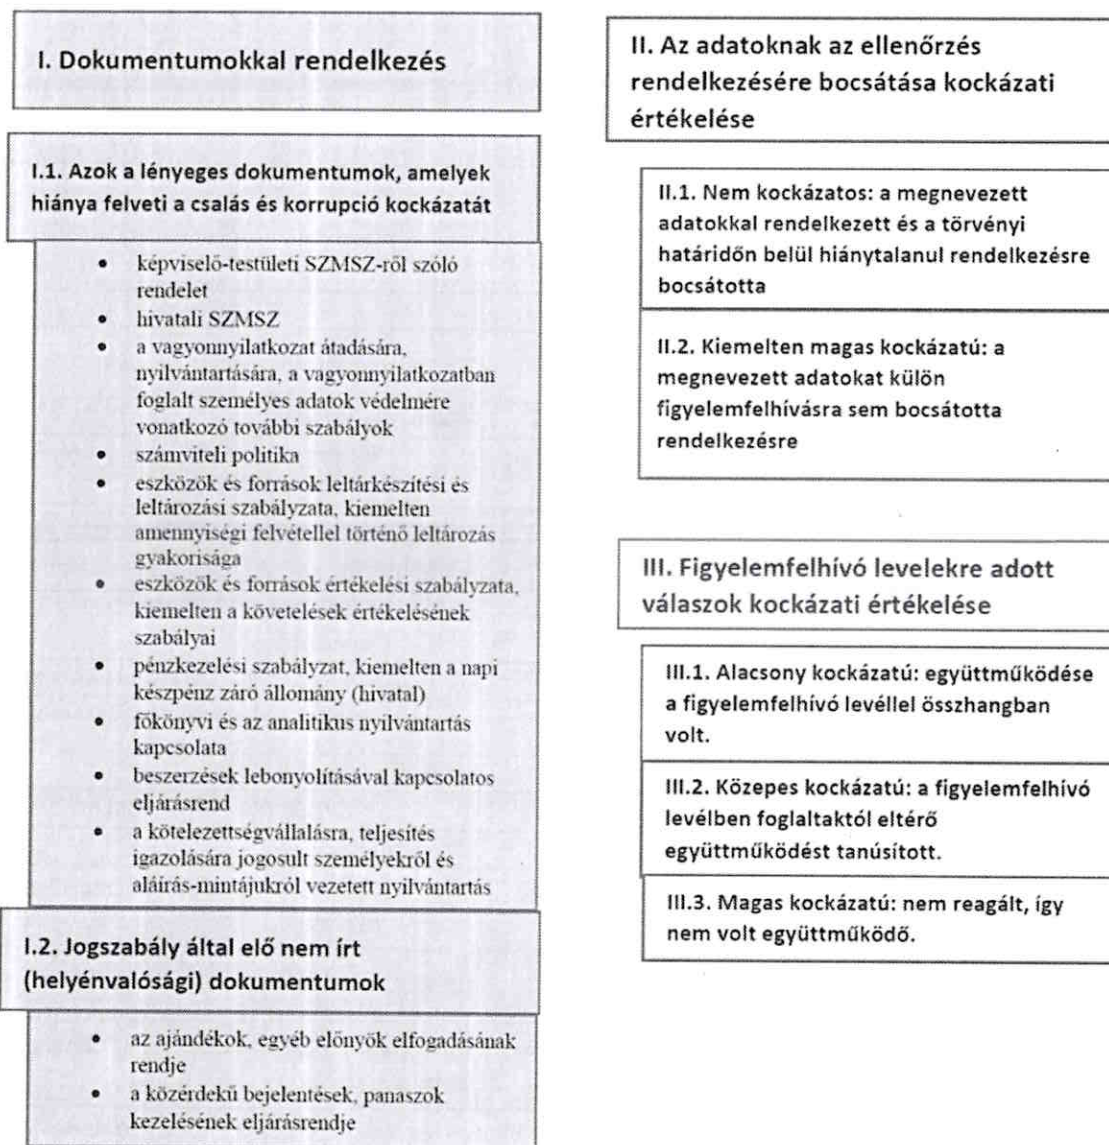 I. Dokumentumokkal rendelkezés
I.1. Azok a lényeges dokumentumok, amelyek
hiánya felveti a csalás és korrupció kockázatát
• képviselő-testületi SZMSZ-ről szóló
rendelet
• hivatali SZMSZ
• a vagyonnyilatkozat átadására,
nyilvántartására, a vagyonnyilatkozatban
foglalt személyes adatok védelmére
vonatkozó további szabályok
• számviteli politika
• eszközök és források leltárkészítési és
leltározási szabályzata, kiemelten
amennyiségi felvétellel történő leltározás
gyakorisága
• eszközök és források értékelési szabályzata,
kiemelten a követelések értékelésének
szabályai
• pénzkezelési szabályzat, kiemelten a napi
készpénz záró állomány (hivatal)
• főkönyvi és az analitikus nyilvántartás
kapcsolata
• beszerzések lebonyolításával kapcsolatos
eljárásrend
• a kötelezettségvállalásra, teljesítés
igazolására jogosult személyekről és
aláírás-mintájukról vezetett nyilvántartás
I.2. Jogszabály által elő nem írt
(helyénvalósági) dokumentumok
• az ajándékok, egyéb előnyök elfogadásának
rendje
• a közérdekű bejelentések, panaszok
kezelésének eljárásrendje
II. Az adatoknak az ellenőrzés
rendelkezésére bocsátása kockázati
értékelése
II.1. Nem kockázatos: a megnevezett
adatokkal rendelkezett és a törvényi
határidőn belül hiánytalanul rendelkezésre
bocsátotta
II.2. Kiemelten magas kockázatú: a
megnevezett adatokat külön
figyelemfelhívásra sem bocsátotta
rendelkezésre
III. Figyelemfelhívó levelekre adott
válaszok kockázati értékelése
III.1. Alacsony kockázatú: együttműködése
a figyelemfelhívó levéllel összhangban
volt.
III.2. Közepes kockázatú: a figyelemfelhívó
levélben foglaltaktól eltérő
együttműködést tanúsított.
III.3. Magas kockázatú: nem reagált, így
nem volt együttműködő.